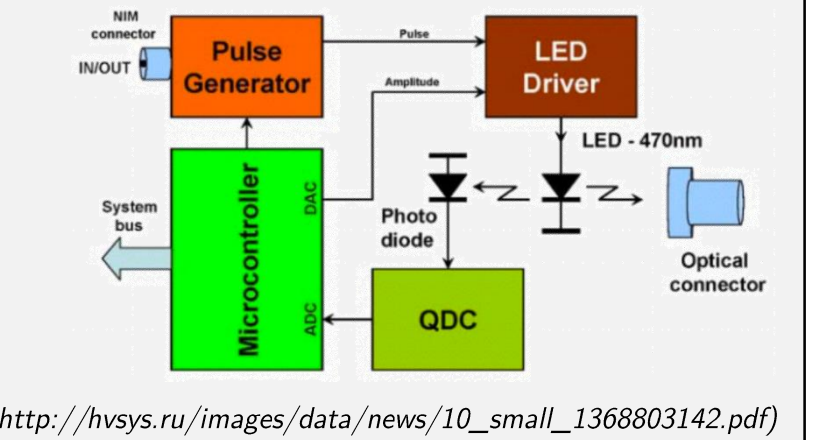 NIM
connector
IN/OUT
Pulse
Generator
Pulse
Amplitude
LED
Driver
LED - 470nm
System
bus
Microcontroller
DAC
ADC
Photo
diode
QDC
Optical
connector
http://hvsys.ru/images/data/news/10_small_1368803142.pdf)